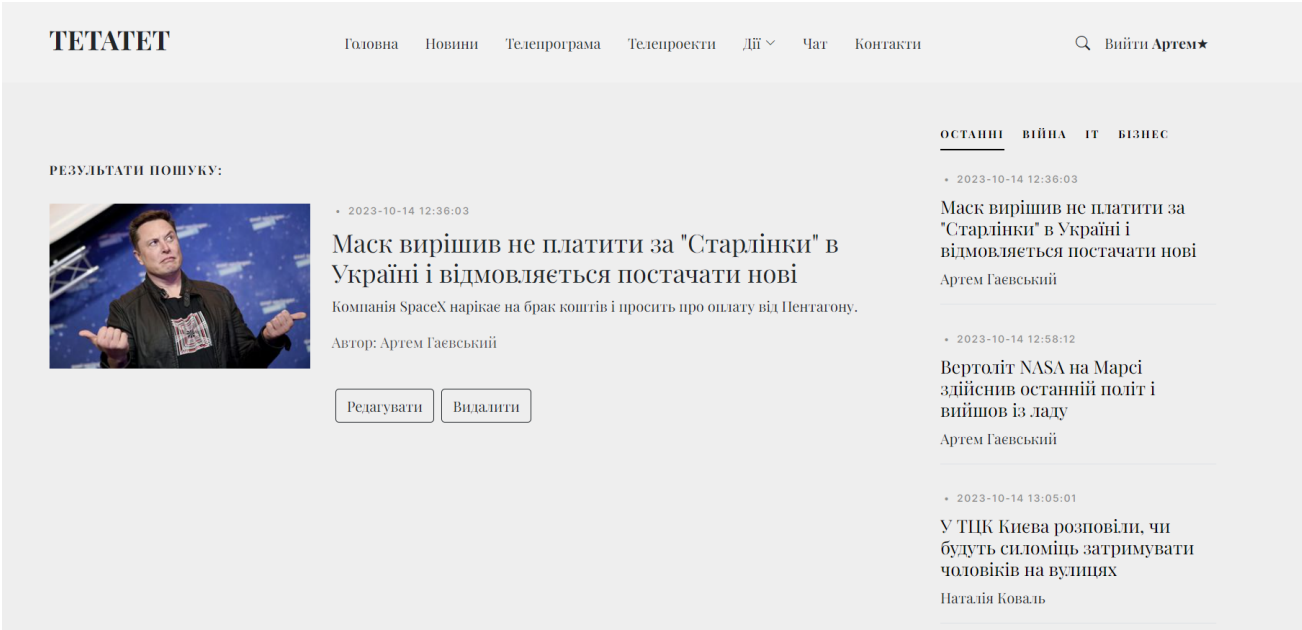 TETATET
Головна Новини Телепрограма Телепроекти Дії Чат Контакти
Вийти Артем★
РЕЗУЛЬТАТИ ПОШУКУ:
• 2023-10-14 12:36:03
Маск вирішив не платити за "Старлінки" в
Україні і відмовляється постачати нові
Компанія SpaceX нарікає на брак коштів і просить про оплату від Пентагону.
Автор: Артем Гаєвський
Редагувати Видалити
ОСТАННІ ВІЙНА IT БІЗНЕС
• 2023-10-14 12:36:03
Маск вирішив не платити за
"Старлінки" в Україні і
відмовляється постачати нові
Артем Гаєвський
• 2023-10-14 12:58:12
Вертоліт NASA на Марсі
здійснив останній політ і
вийшов із ладу
Артем Гаєвський
• 2023-10-14 13:05:01
У ТЦК Києва розповіли, чи
будуть силоміць затримувати
чоловіків на вулицях
Наталія Коваль